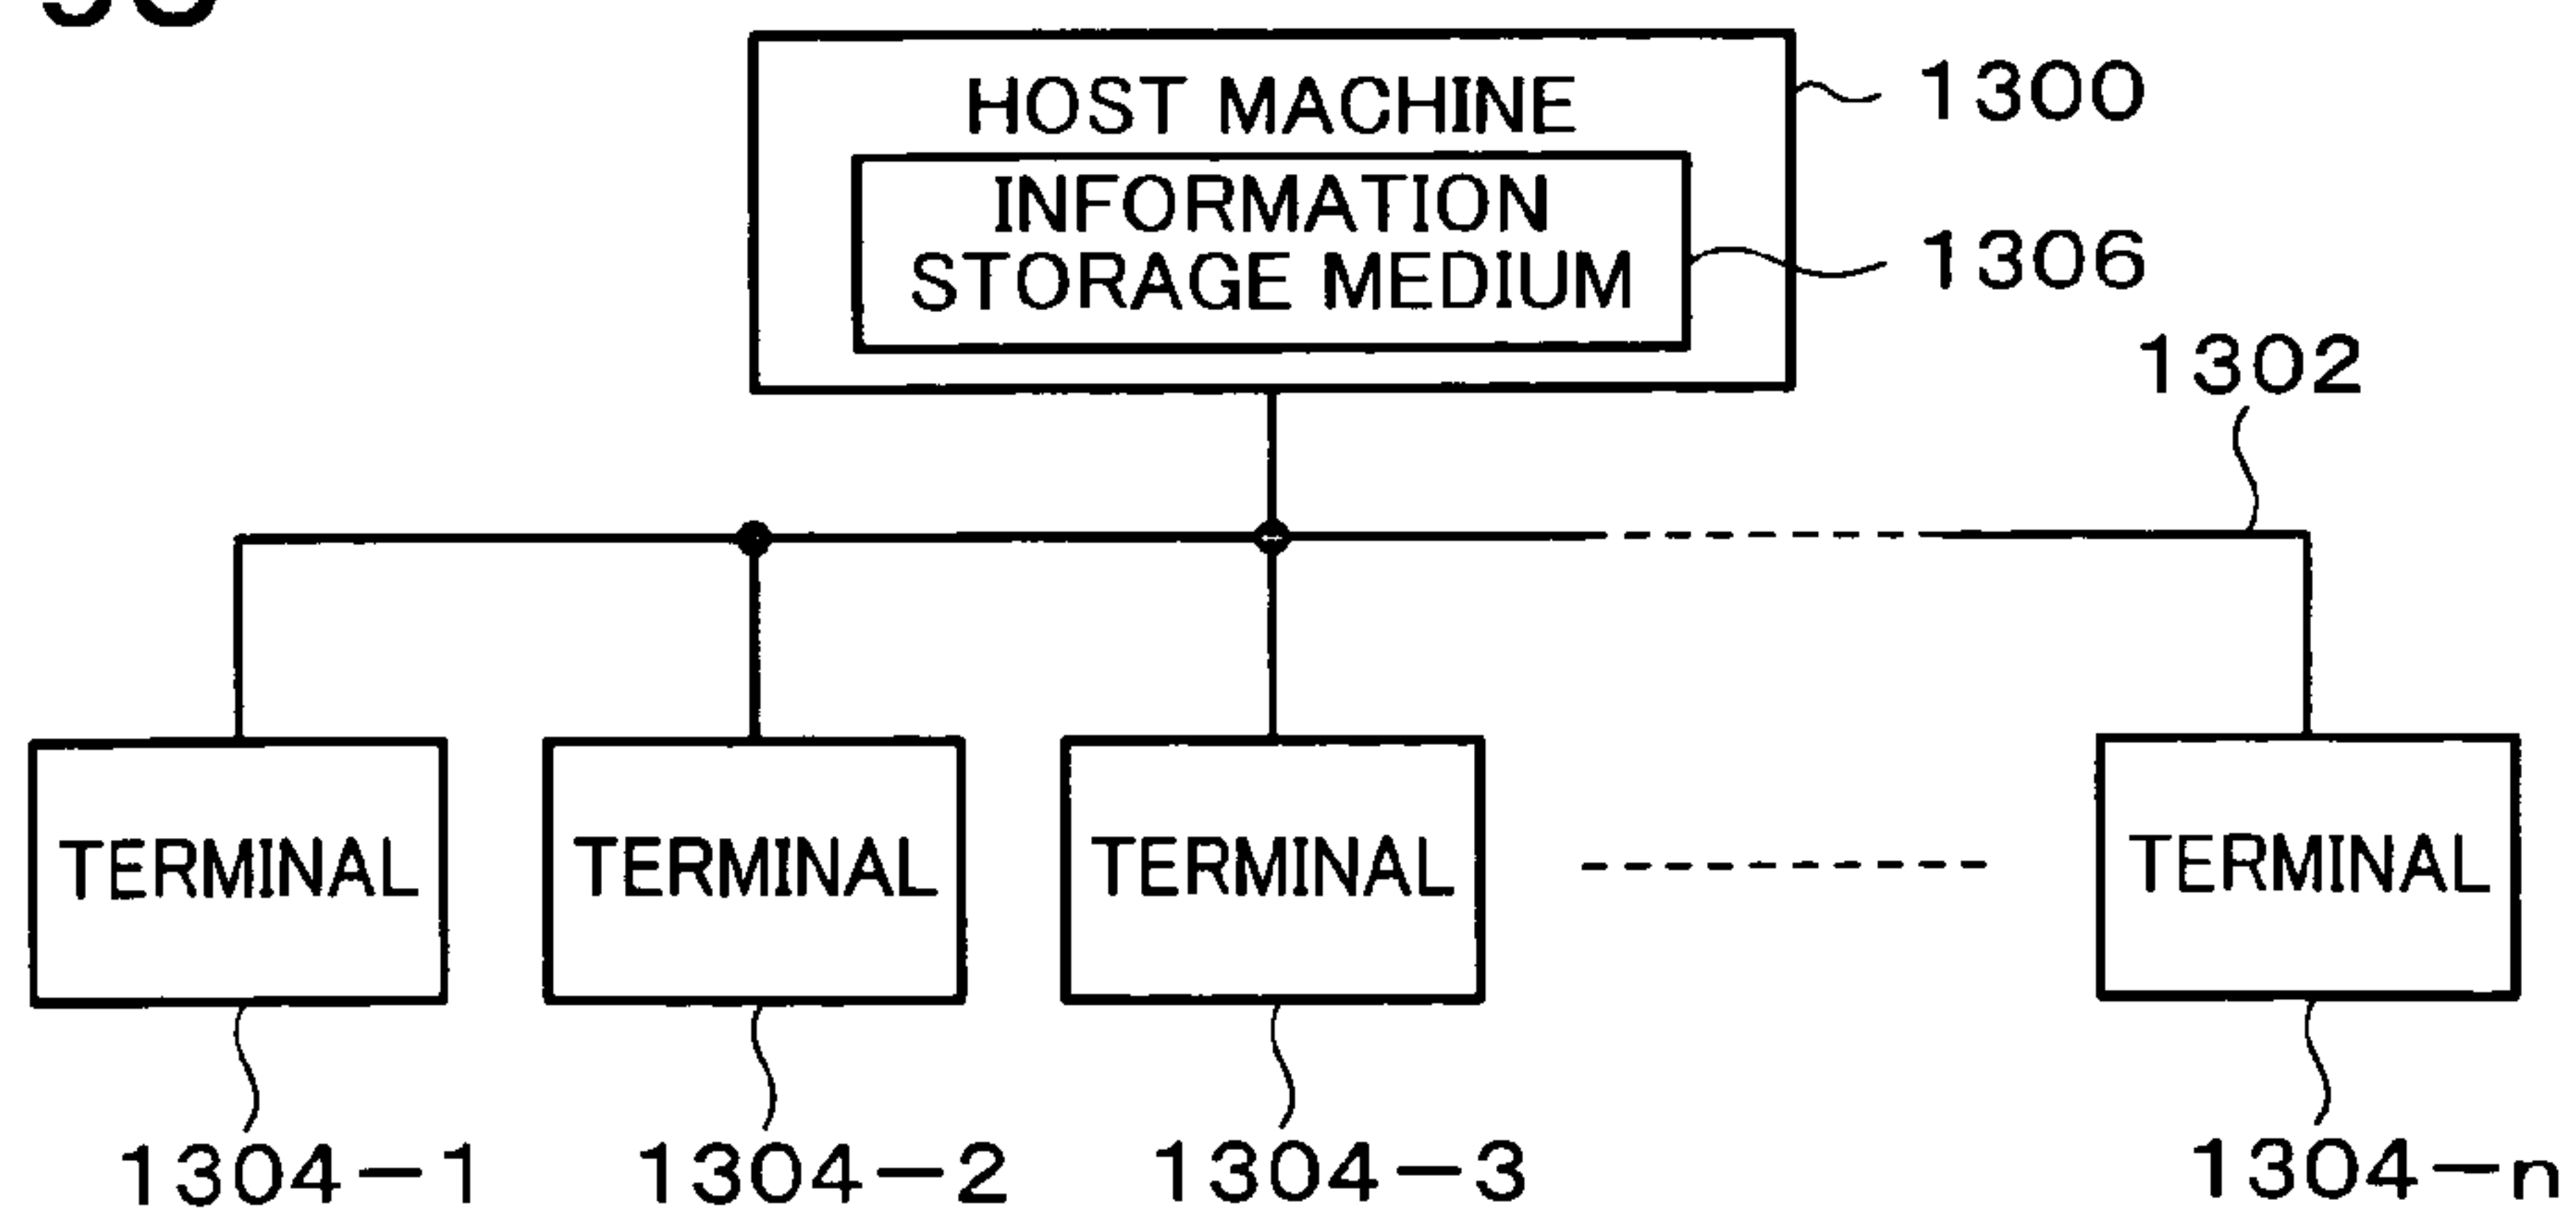 HOST MACHINE
1300
INFORMATION
STORAGE MEDIUM
1306
1302
TERMINAL
TERMINAL
TERMINAL
TERMINAL
1304-1
1304-2
1304-3
1304-n